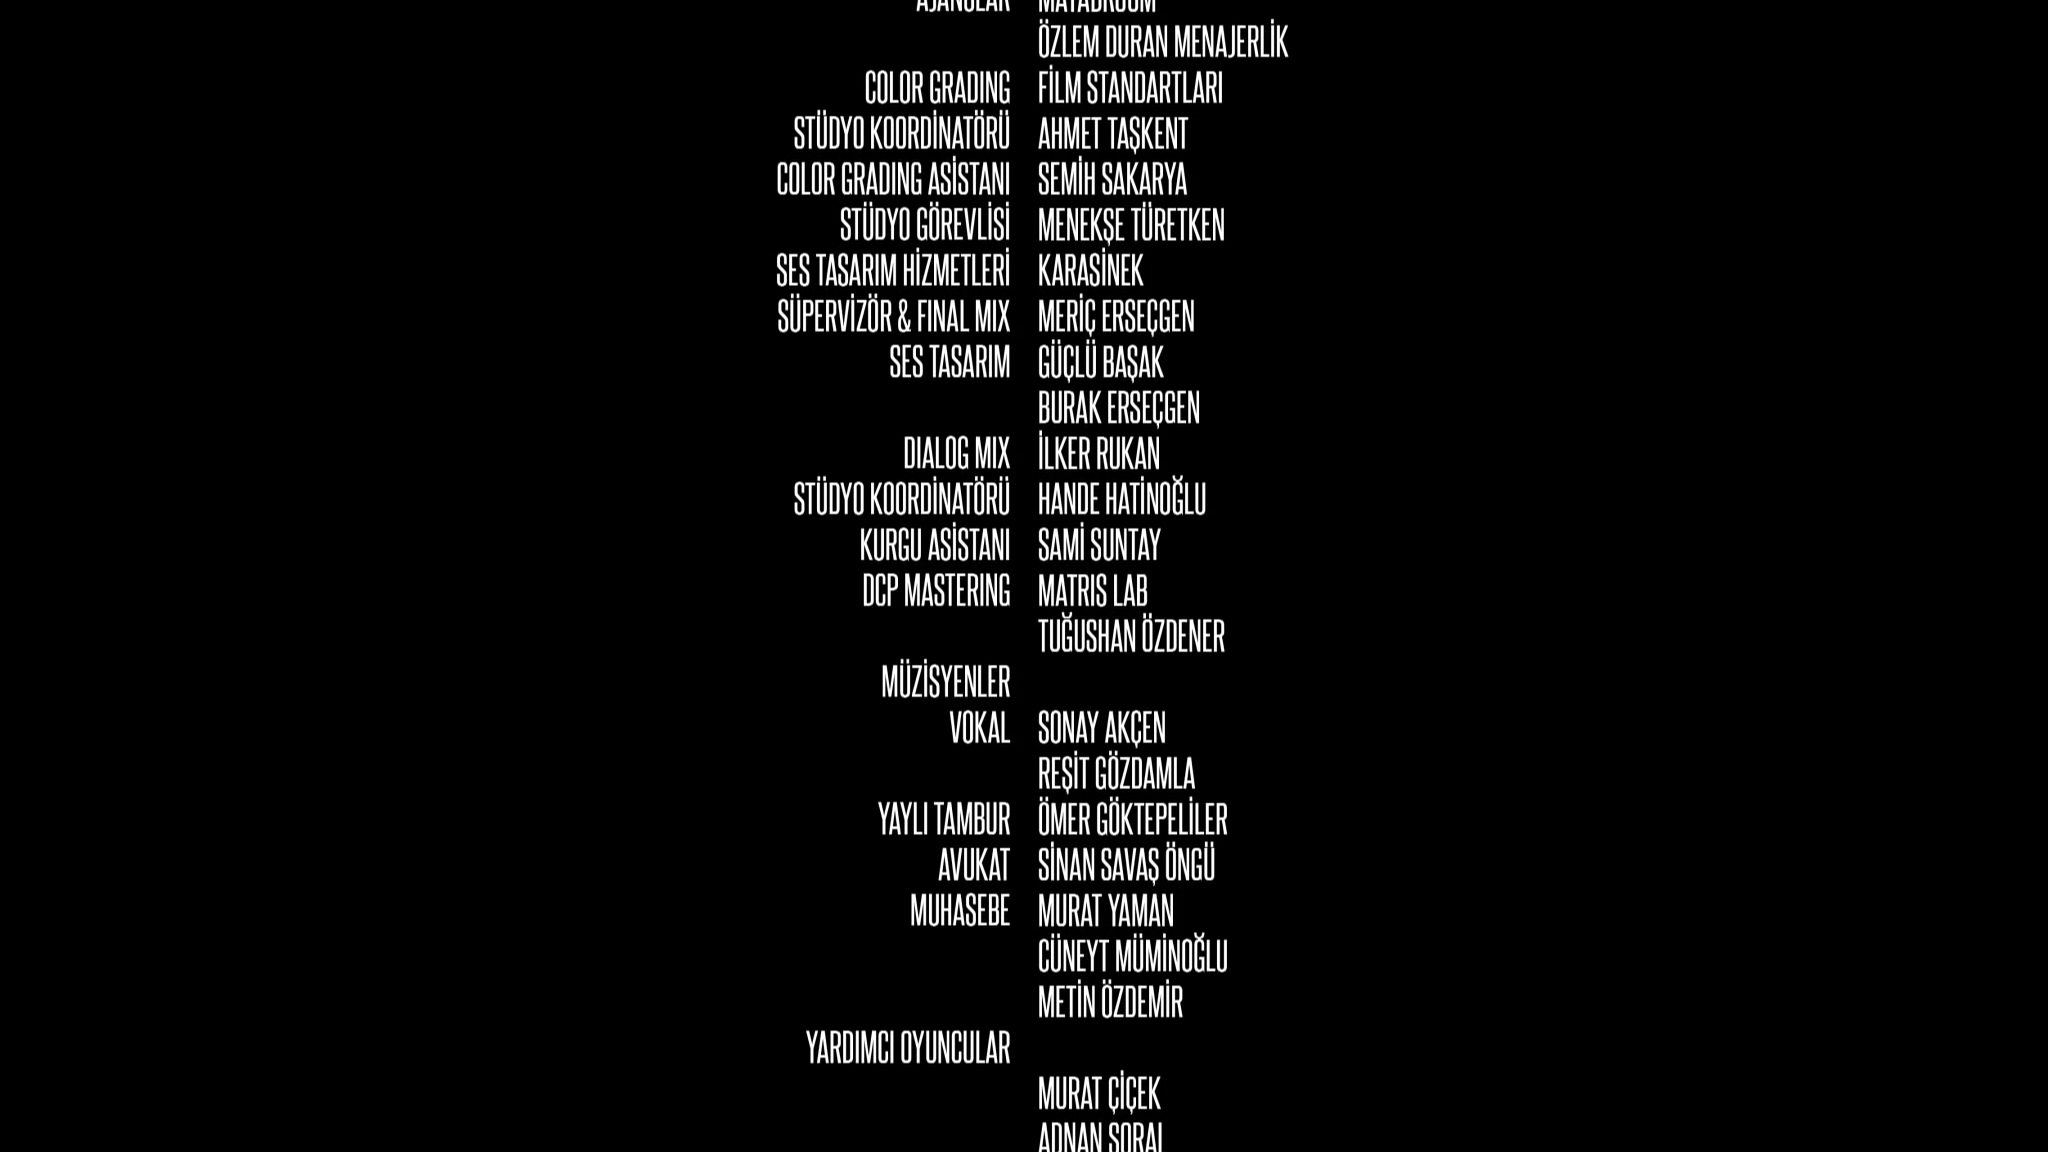 AJANSLAR
ÖZLEM DURAN MENAJERLİK
COLOR GRADING FİLM STANDARTLARI
STÜDYO KOORDİNATÖRÜ AHMET TAŞKENT
COLOR GRADING ASİSTANI SEMİH SAKARYA
STÜDYO GÖREVLİSİ MENEKŞE TÜRETKEN
SES TASARIM HİZMETLERİ KARASİNEK
SÜPERVİZÖR & FINAL MIX MERİÇ ERSEÇGEN
SES TASARIM GÜÇLÜ BAŞAK
BURAK ERSEÇGEN
DIALOG MIX İLKER RUKAN
STÜDYO KOORDİNATÖRÜ HANDE HATİNOĞLU
KURGU ASİSTANI SAMİ SUNTAY
DCP MASTERING MATRIS LAB
TUĞUSHAN ÖZDENER
MÜZİSYENLER
VOKAL SONAY AKÇEN
REŞİT GÖZDAMLA
YAYLI TAMBUR ÖMER GÖKTEPELİLER
AVUKAT SİNAN SAVAŞ ÖNGÜ
MUHASEBE MURAT YAMAN
CÜNEYT MÜMİNOĞLU
METİN ÖZDEMİR
YARDIMCI OYUNCULAR
MURAT ÇİÇEK
ADNAN